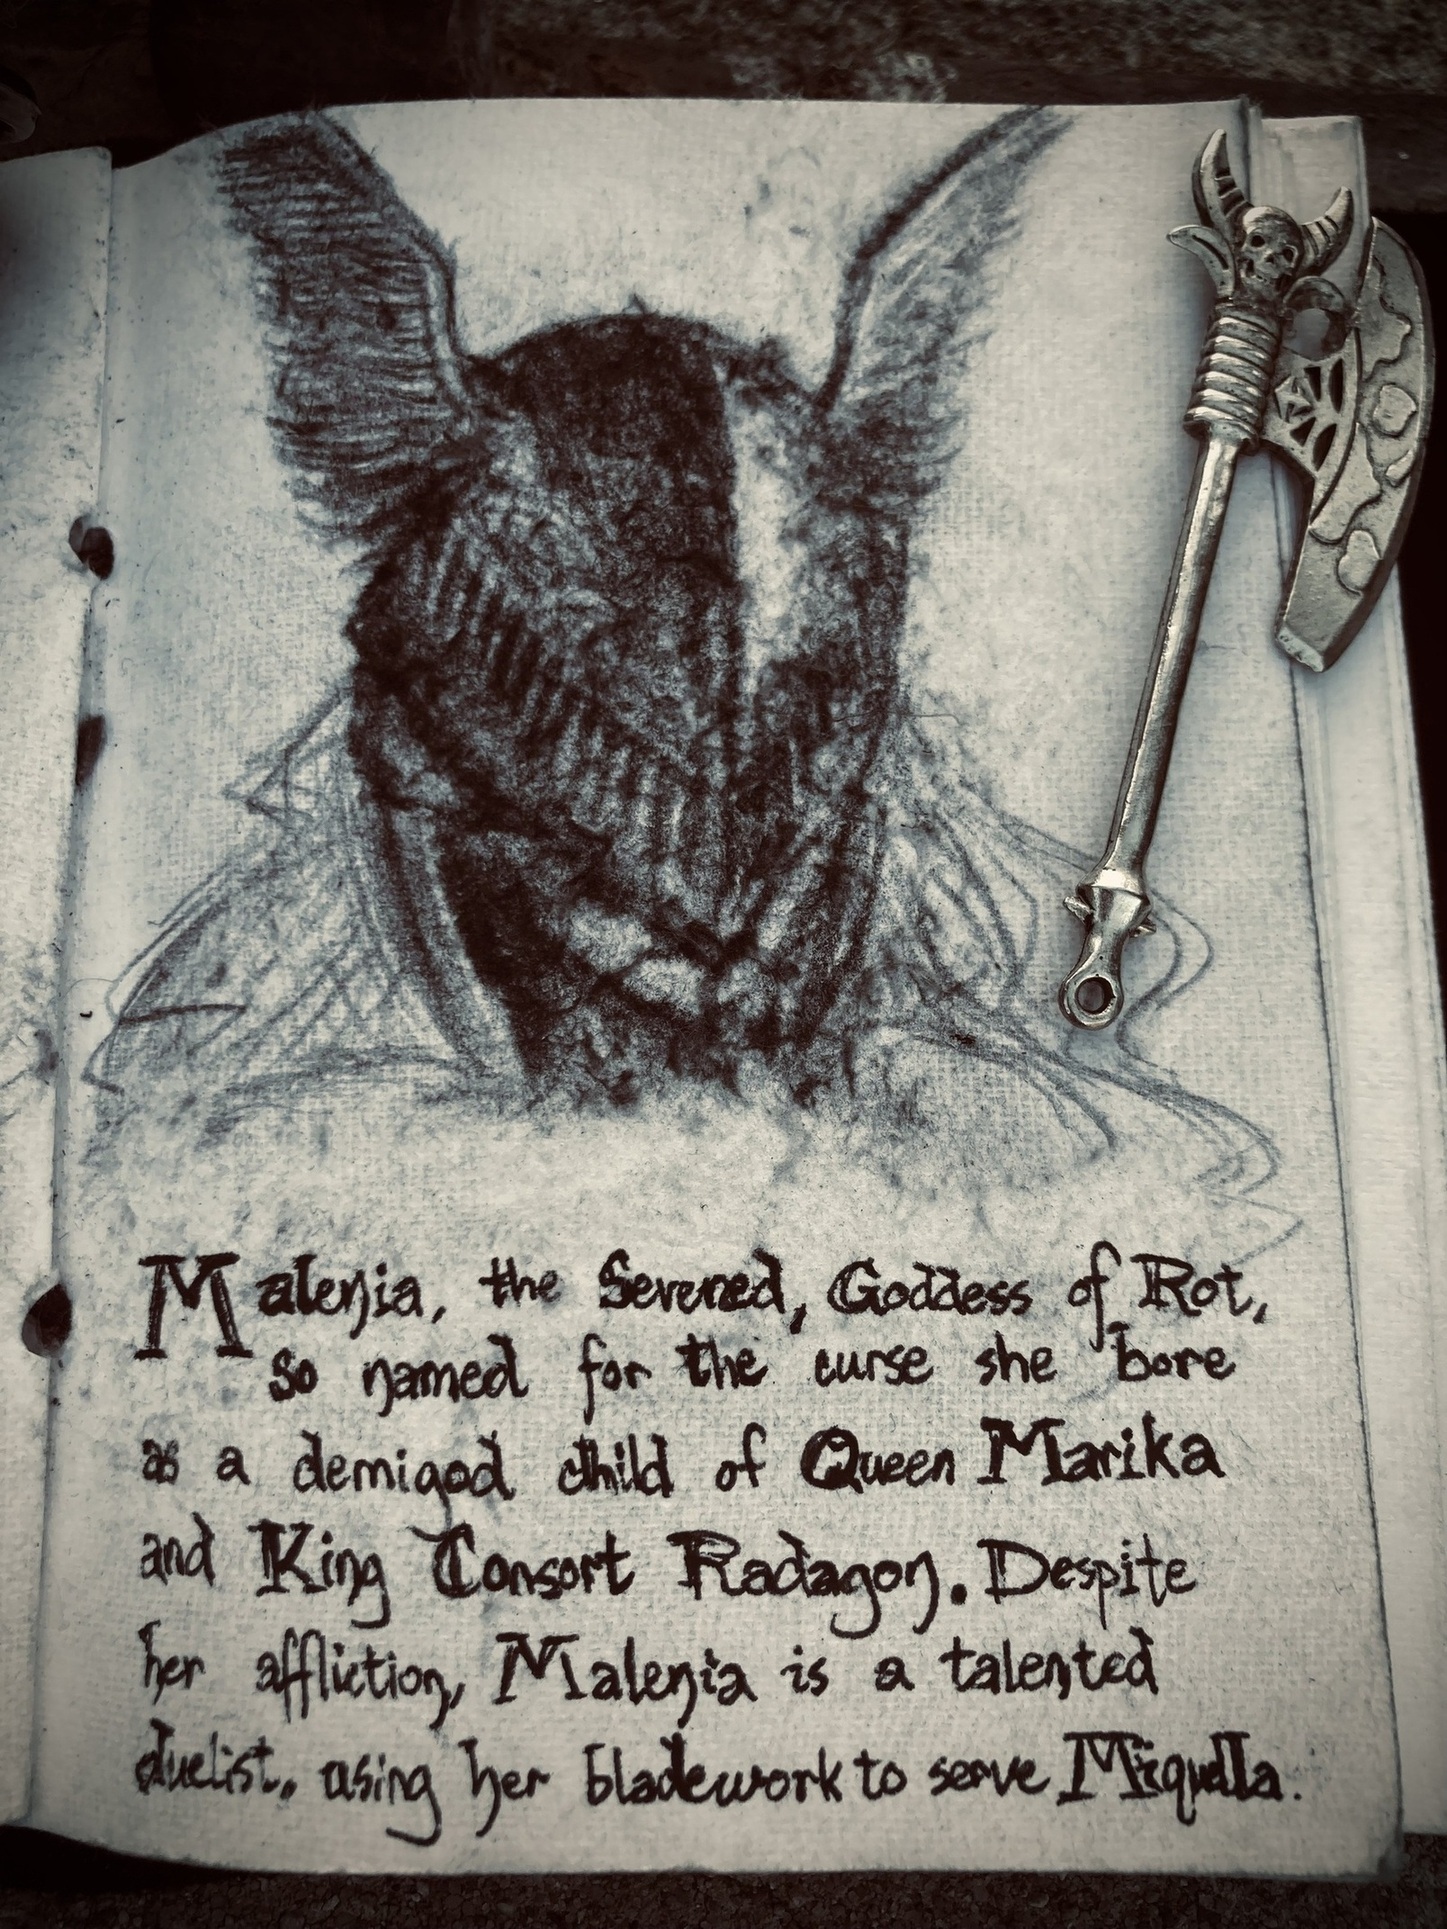 Malenia, the Severed, Goddess of Rot,
so named for the curse she bore
as a demigod child of Queen Marika
and King Consort Radagon. Despite
her affliction, Malenia is a talented
duelist, using her bladework to serve Miquella.